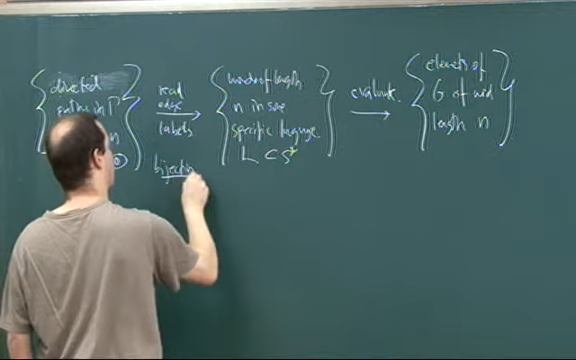 directed
paths in Γ
n
read
edge
labels
bijection
words of length
n in some
specific language
L ⊂ S*
evaluate
elements of
G of word
length n